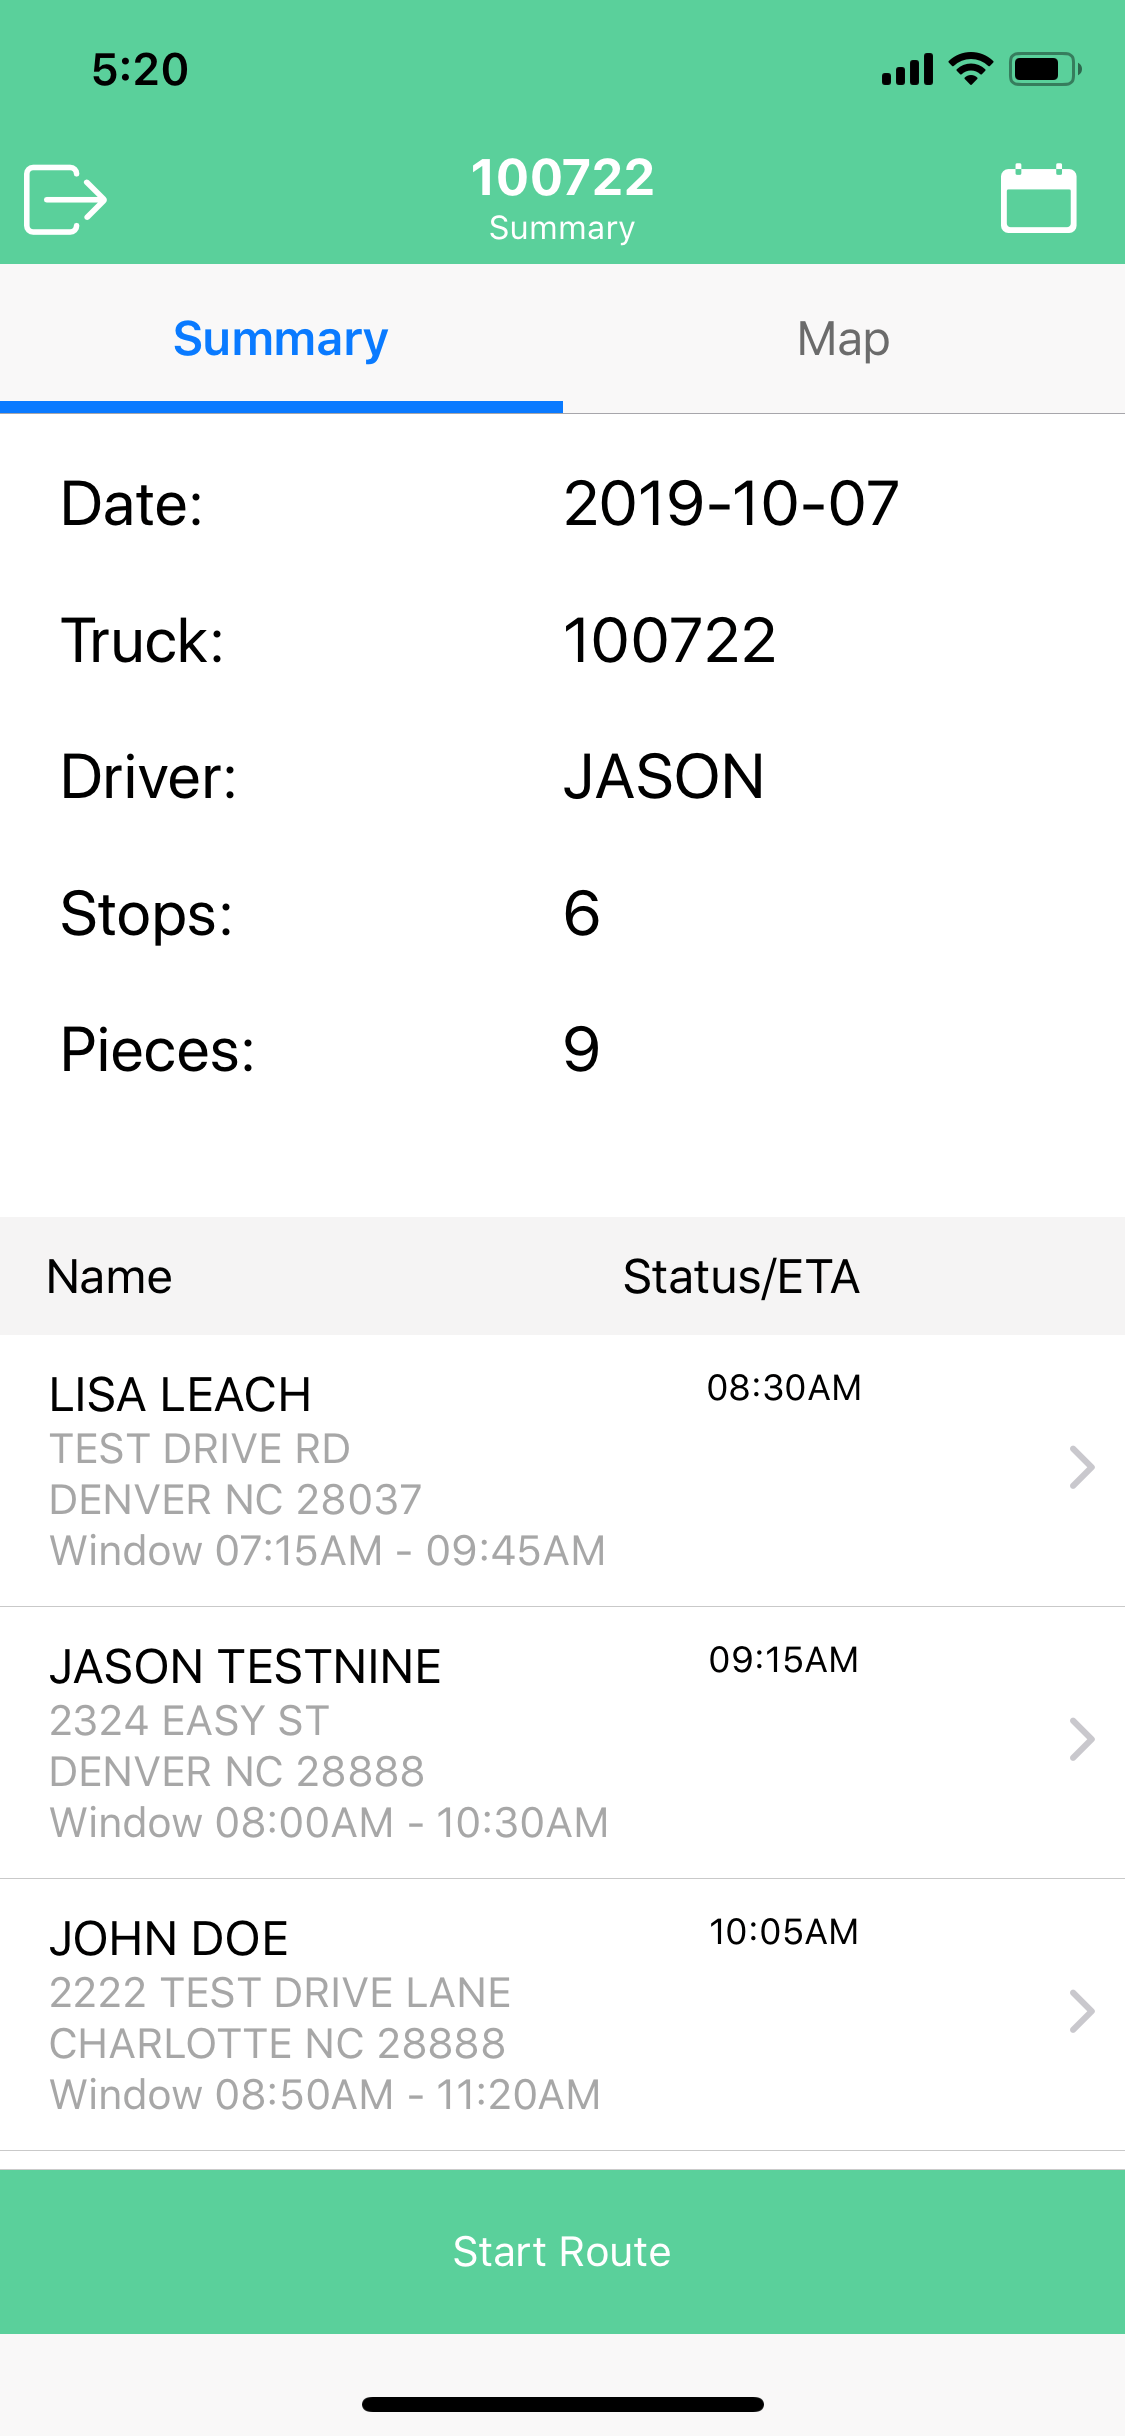 5:20
100722
Summary
Summary
Map
Date: 2019-10-07
Truck: 100722
Driver: JASON
Stops: 6
Pieces: 9
Name Status/ETA
LISA LEACH 08:30AM
TEST DRIVE RD
DENVER NC 28037
Window 07:15AM - 09:45AM
JASON TESTNINE 09:15AM
2324 EASY ST
DENVER NC 28888
Window 08:00AM - 10:30AM
JOHN DOE 10:05AM
2222 TEST DRIVE LANE
CHARLOTTE NC 28888
Window 08:50AM - 11:20AM
Start Route